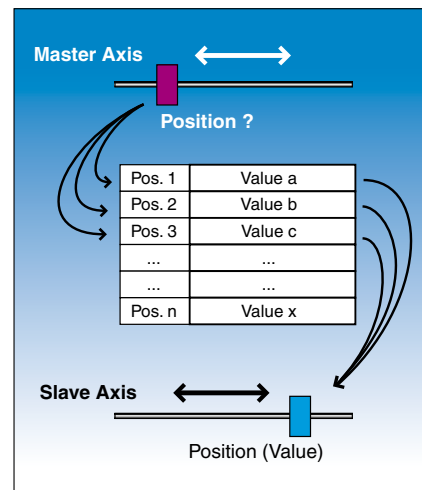 Master Axis
Position ?
Pos. 1 Value a
Pos. 2 Value b
Pos. 3 Value c
... ...
... ...
Pos. n Value x
Slave Axis
Position (Value)